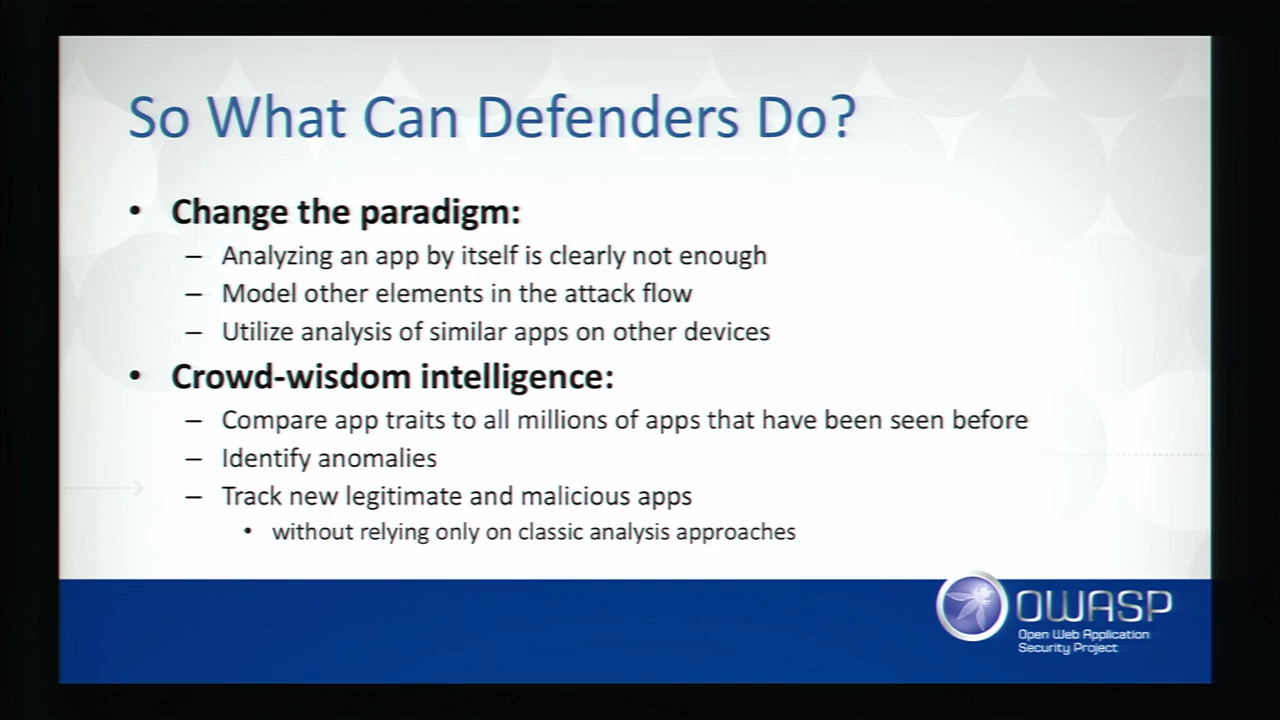 So What Can Defenders Do?
• Change the paradigm:
– Analyzing an app by itself is clearly not enough
– Model other elements in the attack flow
– Utilize analysis of similar apps on other devices
• Crowd-wisdom intelligence:
– Compare app traits to all millions of apps that have been seen before
– Identify anomalies
– Track new legitimate and malicious apps
• without relying only on classic analysis approaches
OWASP
Open Web Application
Security Project